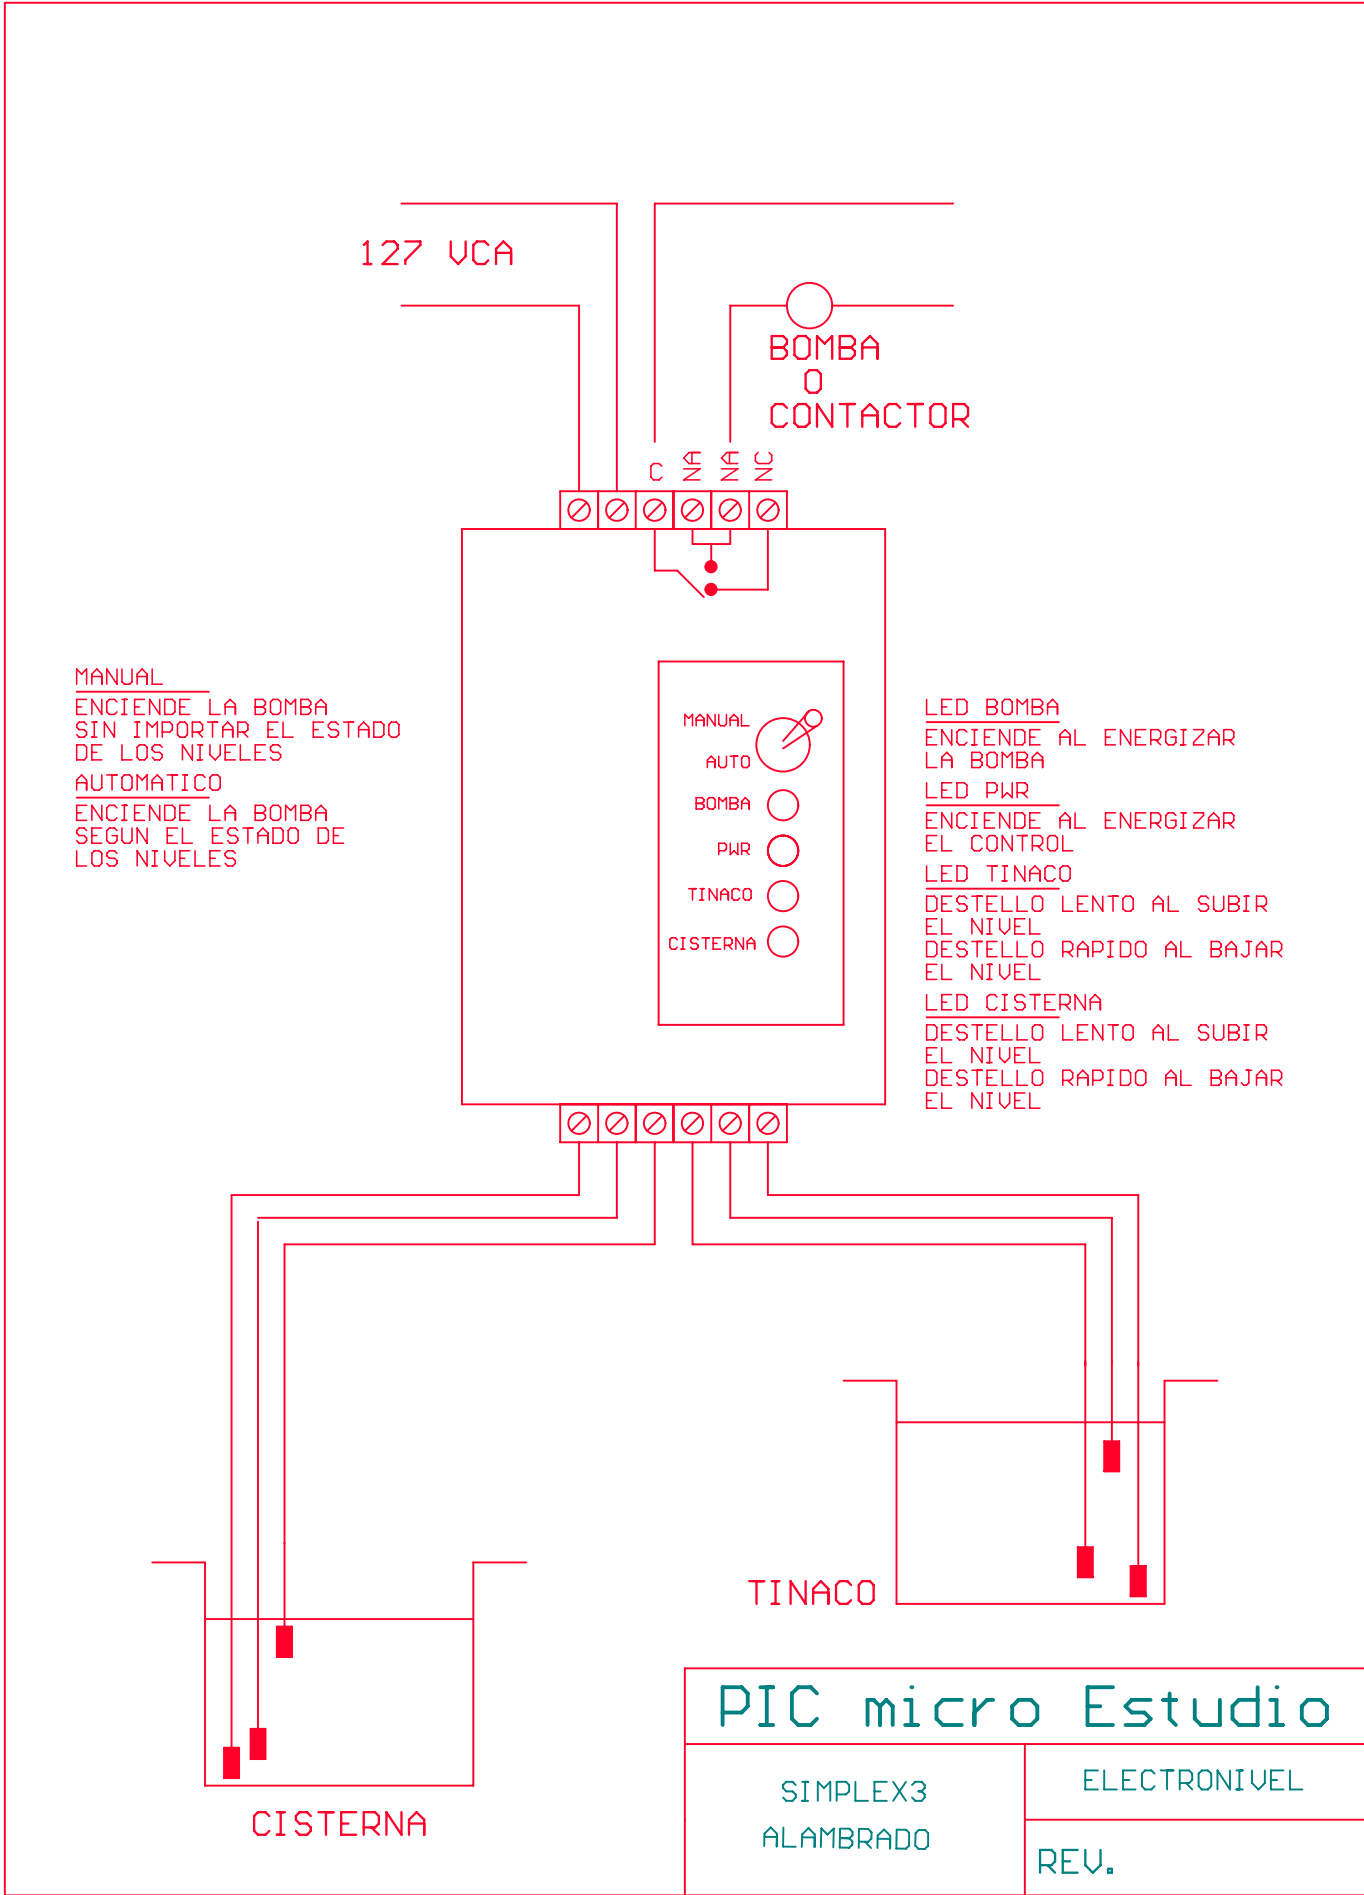 127 VCA
BOMBA
O
CONTACTOR
C
NA
NA
NC
MANUAL
ENCIENDE LA BOMBA
SIN IMPORTAR EL ESTADO
DE LOS NIVELES
AUTOMATICO
ENCIENDE LA BOMBA
SEGUN EL ESTADO DE
LOS NIVELES
MANUAL
AUTO
BOMBA
PWR
TINACO
CISTERNA
LED BOMBA
ENCIENDE AL ENERGIZAR
LA BOMBA
LED PWR
ENCIENDE AL ENERGIZAR
EL CONTROL
LED TINACO
DESTELLO LENTO AL SUBIR
EL NIVEL
DESTELLO RAPIDO AL BAJAR
EL NIVEL
LED CISTERNA
DESTELLO LENTO AL SUBIR
EL NIVEL
DESTELLO RAPIDO AL BAJAR
EL NIVEL
TINACO
CISTERNA
PIC micro Estudio
SIMPLEX3
ALAMBRADO
ELECTRONIVEL
REV.